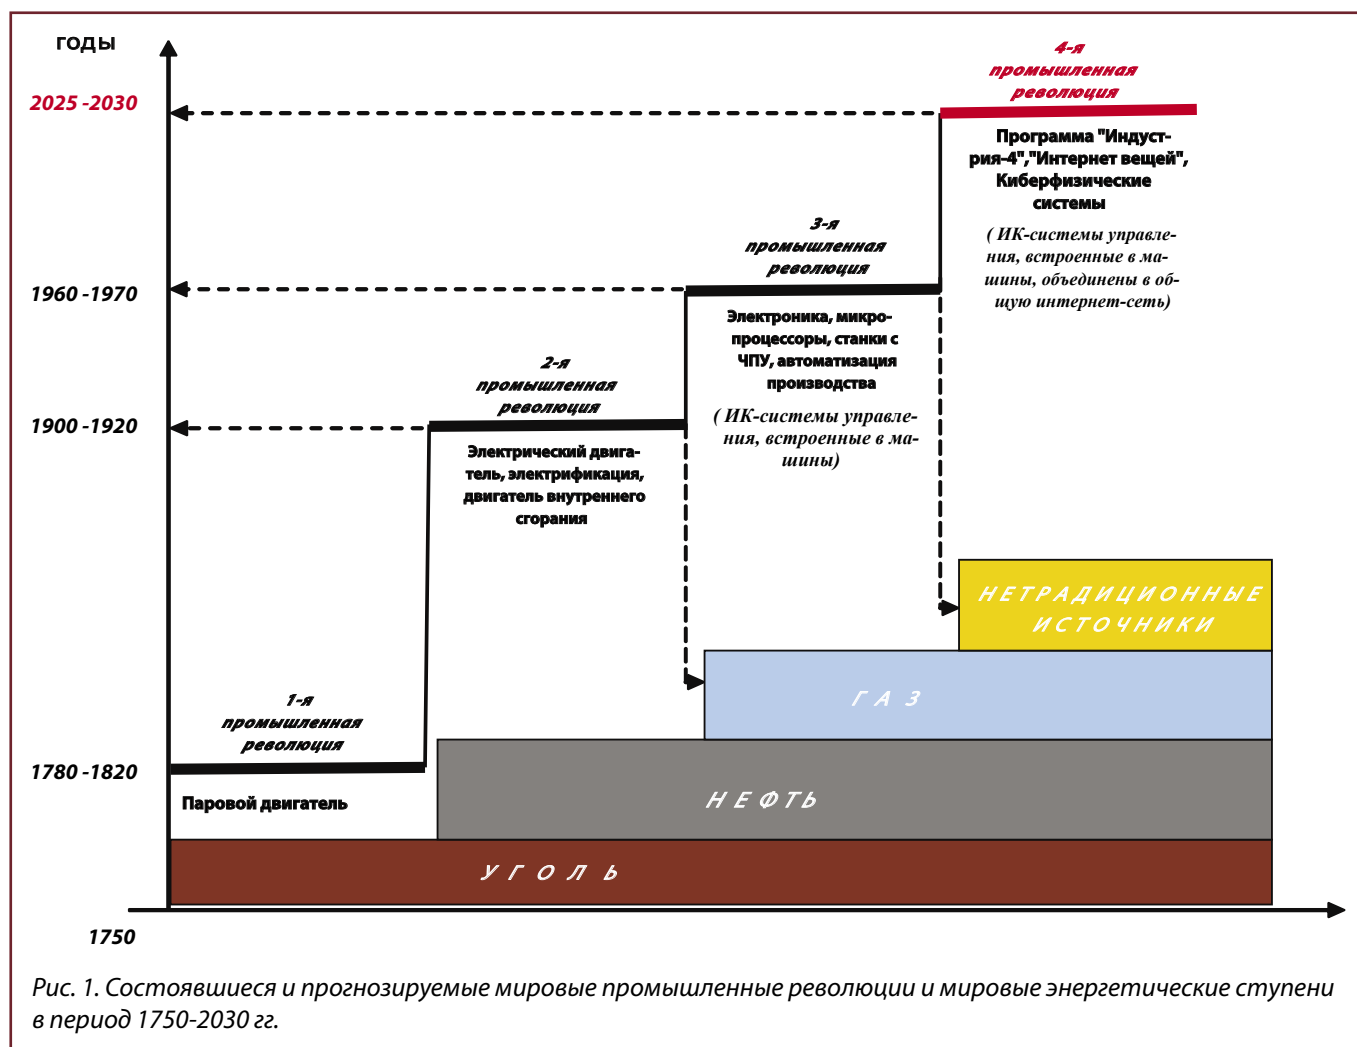 ГОДЫ
4-я
промышленная
революция
2025 -2030
Программа "Индуст-
рия-4","Интернет вещей",
Киберфизические
системы
( ИК-системы управле-
ния, встроенные в ма-
шины, объединены в об-
щую интернет-сеть)
3-я
промышленная
революция
1960 -1970
Электроника, микро-
процессоры, станки с
ЧПУ, автоматизация
производства
( ИК-системы управле-
ния, встроенные в ма-
шины)
2-я
промышленная
революция
1900 -1920
Электрический двига-
тель, электрификация,
двигатель внутреннего
сгорания
НЕТРАДИЦИОННЫЕ
ИСТОЧНИКИ
ГАЗ
1-я
промышленная
революция
1780 -1820
Паровой двигатель
НЕФТЬ
УГОЛЬ
1750
Рис. 1. Состоявшиеся и прогнозируемые мировые промышленные революции и мировые энергетические ступени
в период 1750-2030 гг.